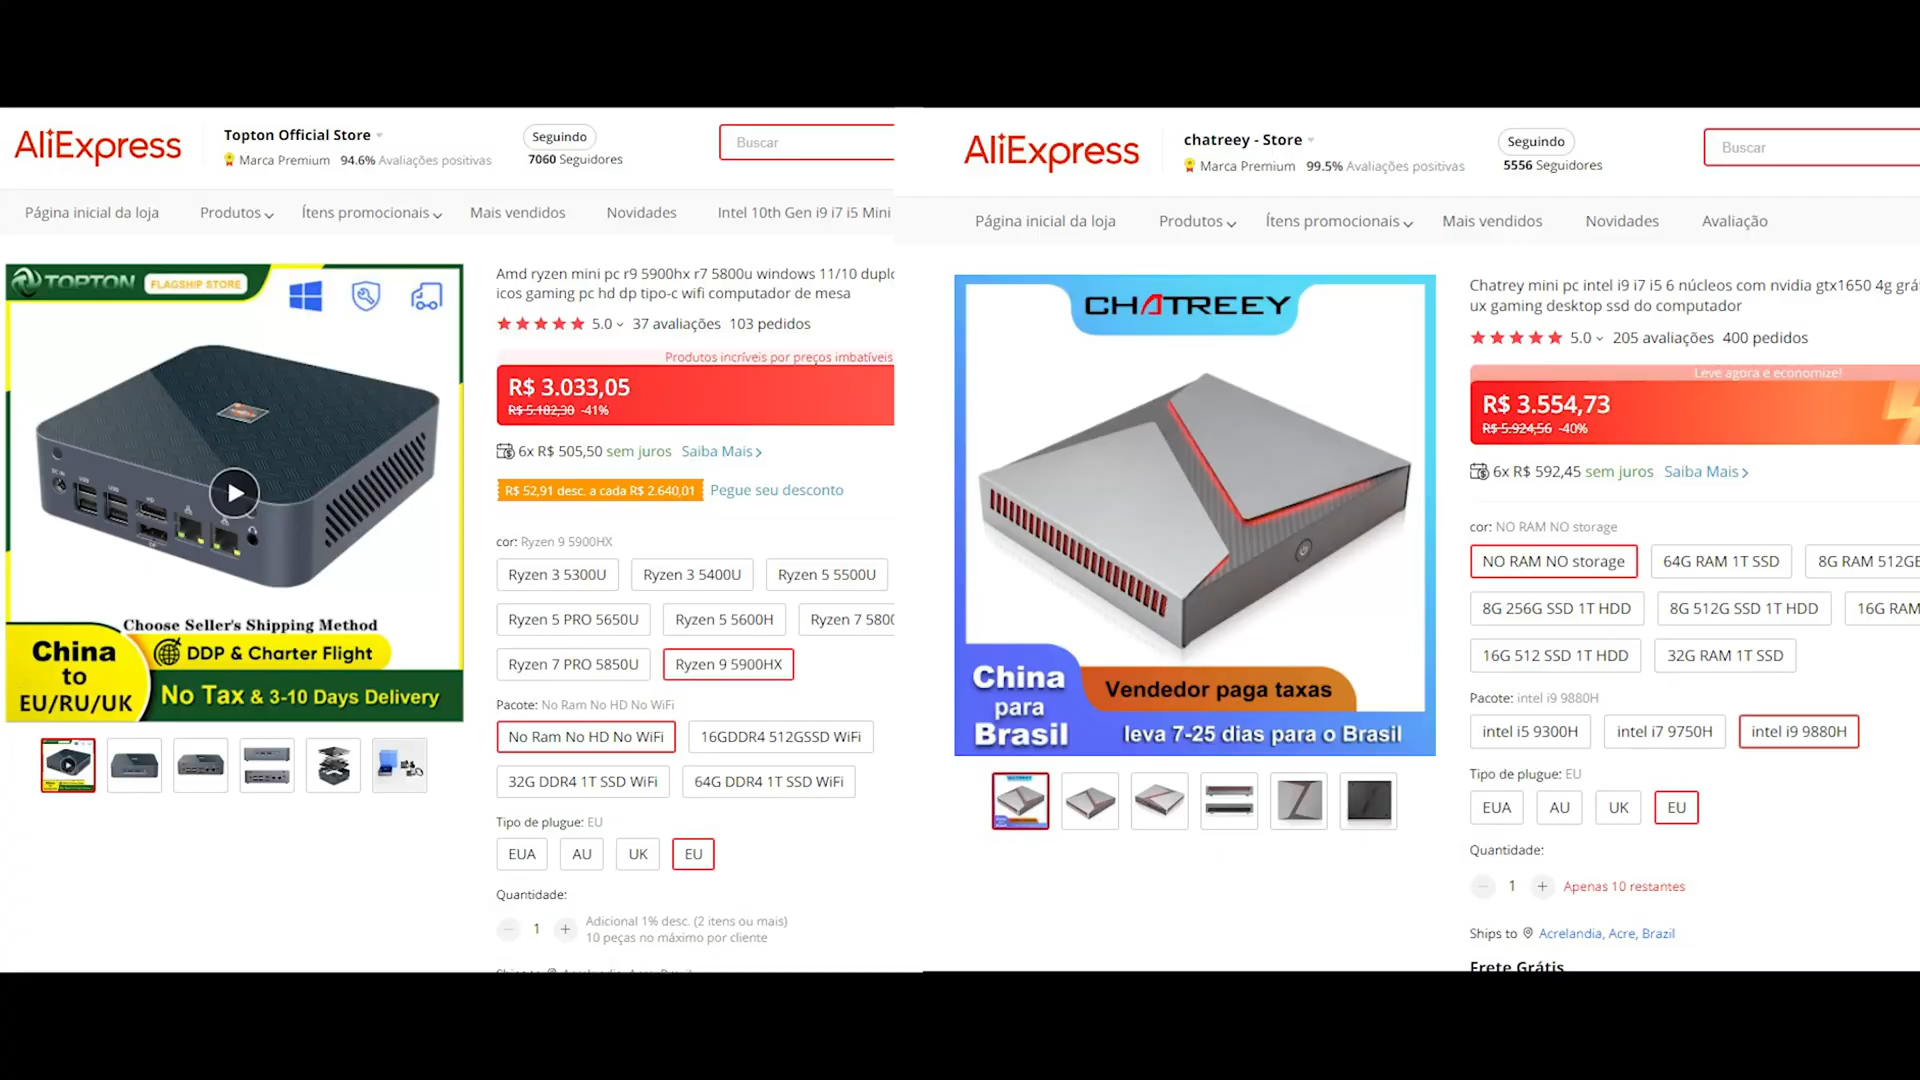 AliExpress
Topton Official Store
Marca Premium 94.6% Avaliações positivas
Seguindo
7060 Seguidores
Buscar
Página inicial da loja
Produtos
Ítens promocionais
Mais vendidos
Novidades
Intel 10th Gen i9 i7 i5 Mini
TOPTON
FLAGSHIP STORE
Choose Seller's Shipping Method
China
to
EU/RU/UK
DDP & Charter Flight
No Tax & 3-10 Days Delivery
Amd ryzen mini pc r9 5900hx r7 5800u windows 11/10 duplo
icos gaming pc hd dp tipo-c wifi computador de mesa
5.0 37 avaliações 103 pedidos
Produtos incríveis por preços imbatíveis
R$ 3.033,05
R$ 5.182,30 -41%
6x R$ 505,50 sem juros Saiba Mais
R$ 52,91 desc. a cada R$ 2.640,01 Pegue seu desconto
cor: Ryzen 9 5900HX
Ryzen 3 5300U
Ryzen 3 5400U
Ryzen 5 5500U
Ryzen 5 PRO 5650U
Ryzen 5 5600H
Ryzen 7 5800
Ryzen 7 PRO 5850U
Ryzen 9 5900HX
Pacote: No Ram No HD No WiFi
No Ram No HD No WiFi
16GDDR4 512GSSD WiFi
32G DDR4 1T SSD WiFi
64G DDR4 1T SSD WiFi
Tipo de plugue: EU
EUA
AU
UK
EU
Quantidade:
1
Adicional 1% desc. (2 itens ou mais)
10 peças no máximo por cliente
AliExpress
chatreey - Store
Marca Premium 99.5% Avaliações positivas
Seguindo
5556 Seguidores
Buscar
Página inicial da loja
Produtos
Ítens promocionais
Mais vendidos
Novidades
Avaliação
CHATREEY
China
para
Brasil
Vendedor paga taxas
leva 7-25 dias para o Brasil
Chatrey mini pc intel i9 i7 i5 6 núcleos com nvidia gtx1650 4g grá
ux gaming desktop ssd do computador
5.0 205 avaliações 400 pedidos
Leve agora e economize!
R$ 3.554,73
R$ 5.924,56 -40%
6x R$ 592,45 sem juros Saiba Mais
cor: NO RAM NO storage
NO RAM NO storage
64G RAM 1T SSD
8G RAM 512GE
8G 256G SSD 1T HDD
8G 512G SSD 1T HDD
16G RAM
16G 512 SSD 1T HDD
32G RAM 1T SSD
Pacote: intel i9 9880H
intel i5 9300H
intel i7 9750H
intel i9 9880H
Tipo de plugue: EU
EUA
AU
UK
EU
Quantidade:
1
Apenas 10 restantes
Ships to Acrelandia, Acre, Brazil
Frete Grátis